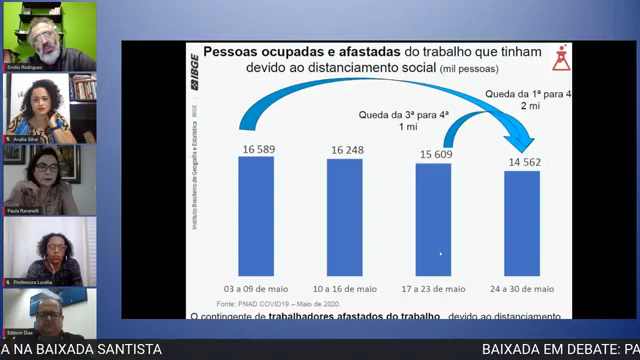 Emilio Rodriguez
Anália Silva
Paula Ravanelli
Professora Lucélia
Edilson Dias
IBGE
Instituto Brasileiro de Geografia e Estatística IBGE
Pessoas ocupadas e afastadas do trabalho que tinham
devido ao distanciamento social (mil pessoas)
Queda da 1ª para 4
2 mi
Queda da 3ª para 4ª
1 mi
16 589
16 248
15 609
14 562
03 a 09 de maio
10 a 16 de maio
17 a 23 de maio
24 a 30 de maio
Fonte: PNAD COVID19 – Maio de 2020.
O contingente de trabalhadores afastados do trabalho devido ao distanciamento
A NA BAIXADA SANTISTA
BAIXADA EM DEBATE: PA